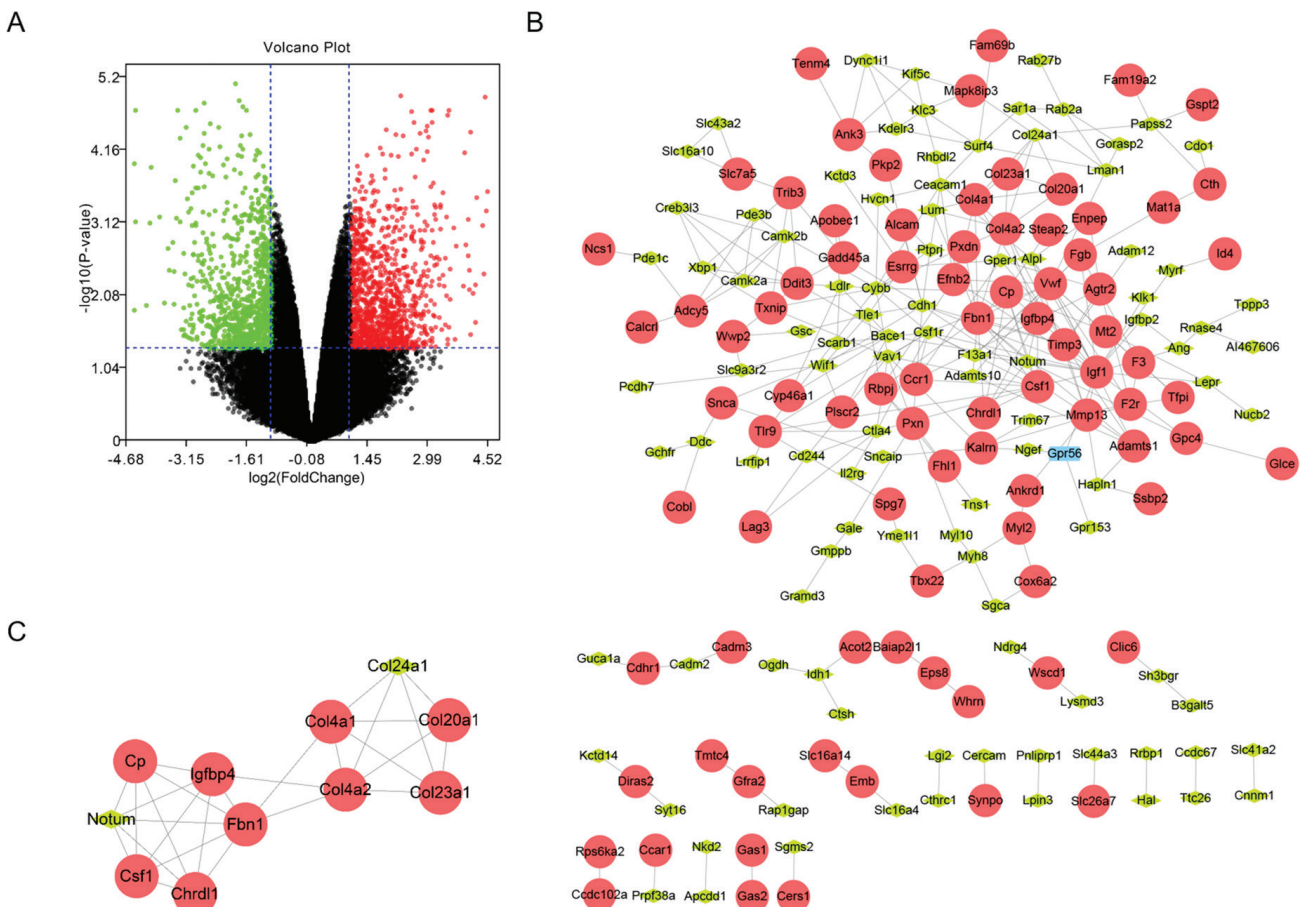 A
Volcano Plot
-log10(P-value)
5.2
4.16
3.12
2.08
1.04
0
-4.68 -3.15 -1.61 -0.08 1.45 2.99 4.52
log2(FoldChange)
B
Fam69b
Tenm4 Dync1i1 Rab27b
Kif5c Fam19a2
Mapk8ip3
Klc3 Sar1a Rab2a Gspt2
Slc43a2 Kdelr3 Papss2
Ank3 Col24a1
Slc16a10 Surf4 Gorasp2 Cdo1
Rhbdl2
Pkp2 Lman1
Slc7a5 Kctd3 Col23a1
Ceacam1 Cth
Trib3 Hvcn1 Col20a1
Col4a1 Mat1a
Creb3l3 Pde3b Apobec1 Lum Enpep
Alcam Col4a2 Steap2
Camk2b Ptprj Adam12 Id4
Ncs1 Pxdn Fgb
Pde1c Gadd45a Gper1 Alpl
Xbp1 Esrrg Myrf
Camk2a Ddit3 Ldlr Cybb Efnb2 Vwf
Cp Agtr2 Klk1 Tppp3
Adcy5 Txnip Tle1 Cdh1
Calcrl Fbn1 Igfbp4 Mt2 Igfbp2 Rnase4
Wwp2 Gsc Bace1 Csf1r
Scarb1 Timp3 Ang AI467606
Vav1 F13a1 Notum F3
Slc9a3r2 Wif1 Igf1
Pcdh7 Adamts10 Lepr
Ccr1 Csf1
Snca Cyp46a1 Rbpj F2r Tfpi Nucb2
Plscr2 Chrdl1 Mmp13
Trim67
Tlr9 Ctla4 Pxn Gpc4
Ddc Kalrn Adamts1
Gchfr Cd244 Sncaip Ngef Gpr56
Lrrfip1 Fhl1 Glce
Il2rg Hapln1
Ankrd1 Ssbp2
Cobl Spg7 Tns1
Lag3 Gale Gpr153
Yme1l1 Myl10 Myl2
Gmppb Myh8
Tbx22 Cox6a2
Gramd3
Sgca
Guca1a Cadm3 Acot2 Baiap2l1 Ndrg4 Clic6
Cdhr1 Cadm2 Ogdh Idh1 Eps8 Wscd1 Sh3bgr
Ctsh Whrn Lysmd3 B3galt5
Kctd14 Tmtc4 Slc16a14 Lgi2 Cercam Pnliprp1 Slc44a3 Rrbp1 Ccdc67 Slc41a2
Diras2 Gfra2 Emb
Syt16 Rap1gap Slc16a4 Cthrc1 Synpo Lpin3 Slc26a7 Hal Ttc26 Cnnm1
Rps6ka2 Ccar1 Nkd2 Gas1 Sgms2
Ccdc102a Prpf38a Apcdd1 Gas2 Cers1
C
Col24a1
Col4a1 Col20a1
Cp Igfbp4
Col4a2 Col23a1
Notum Fbn1
Csf1 Chrdl1